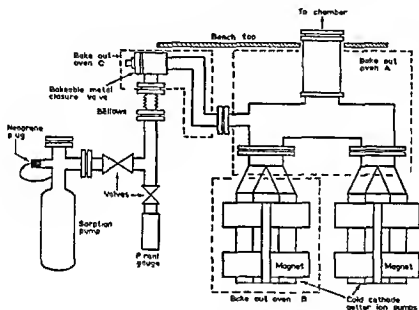 To chamber
Bake out
oven C
Bench top
Bake out
oven A
Bakeable metal
closure valve
Bellows
Neoprene
plug
Valves
Sorption
pump
Pirani
gauge
Magnet
Magnet
Bake out oven B
Cold cathode
getter ion pumps